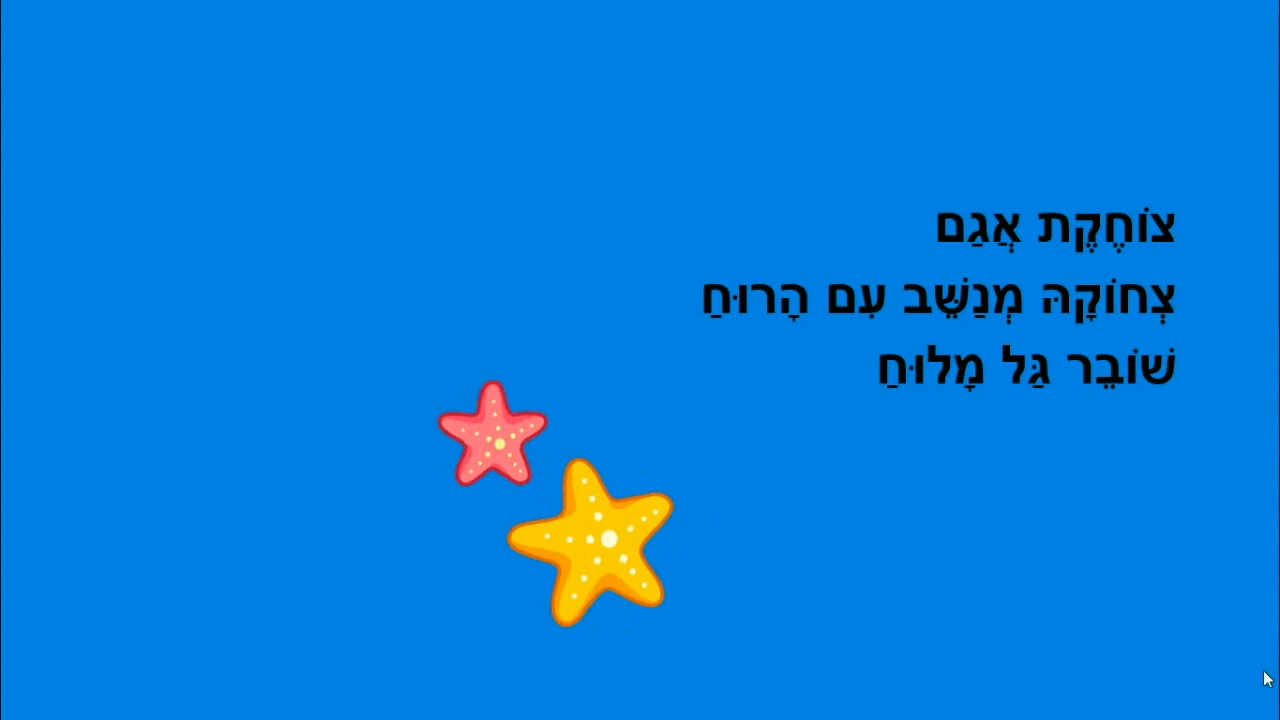 צוֹחֶקֶת אֲגַם
צְחוֹקָהּ מְנַשֵּׁב עִם הָרוּחַ
שׁוֹבֵר גַּל מָלוּחַ